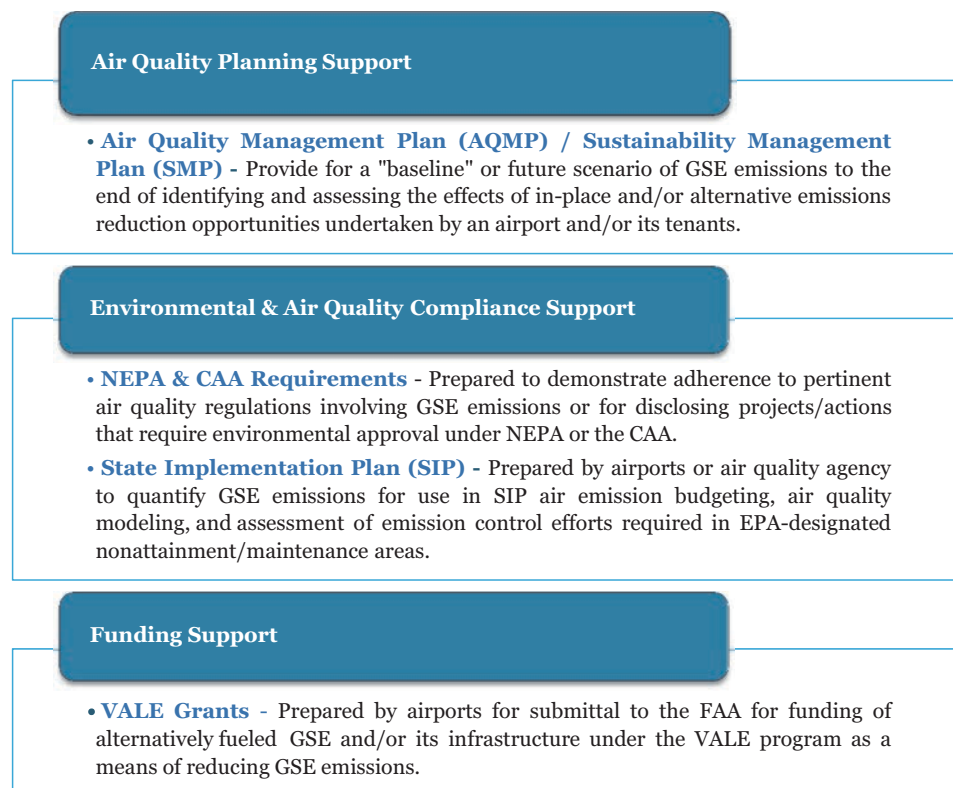 Air Quality Planning Support
• Air Quality Management Plan (AQMP) / Sustainability Management
Plan (SMP) - Provide for a "baseline" or future scenario of GSE emissions to the
end of identifying and assessing the effects of in-place and/or alternative emissions
reduction opportunities undertaken by an airport and/or its tenants.
Environmental & Air Quality Compliance Support
• NEPA & CAA Requirements - Prepared to demonstrate adherence to pertinent
air quality regulations involving GSE emissions or for disclosing projects/actions
that require environmental approval under NEPA or the CAA.
• State Implementation Plan (SIP) - Prepared by airports or air quality agency
to quantify GSE emissions for use in SIP air emission budgeting, air quality
modeling, and assessment of emission control efforts required in EPA-designated
nonattainment/maintenance areas.
Funding Support
• VALE Grants - Prepared by airports for submittal to the FAA for funding of
alternatively fueled GSE and/or its infrastructure under the VALE program as a
means of reducing GSE emissions.